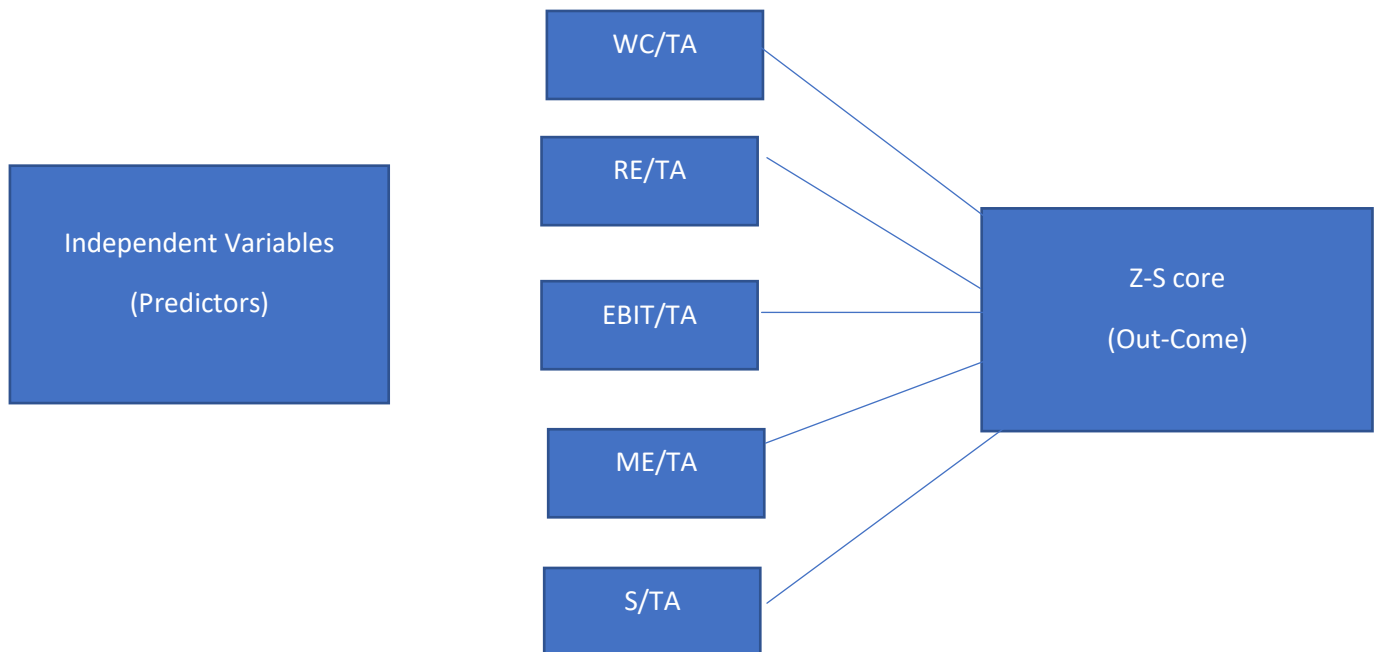 Independent Variables
(Predictors)
WC/TA
RE/TA
EBIT/TA
ME/TA
S/TA
Z-S core
(Out-Come)